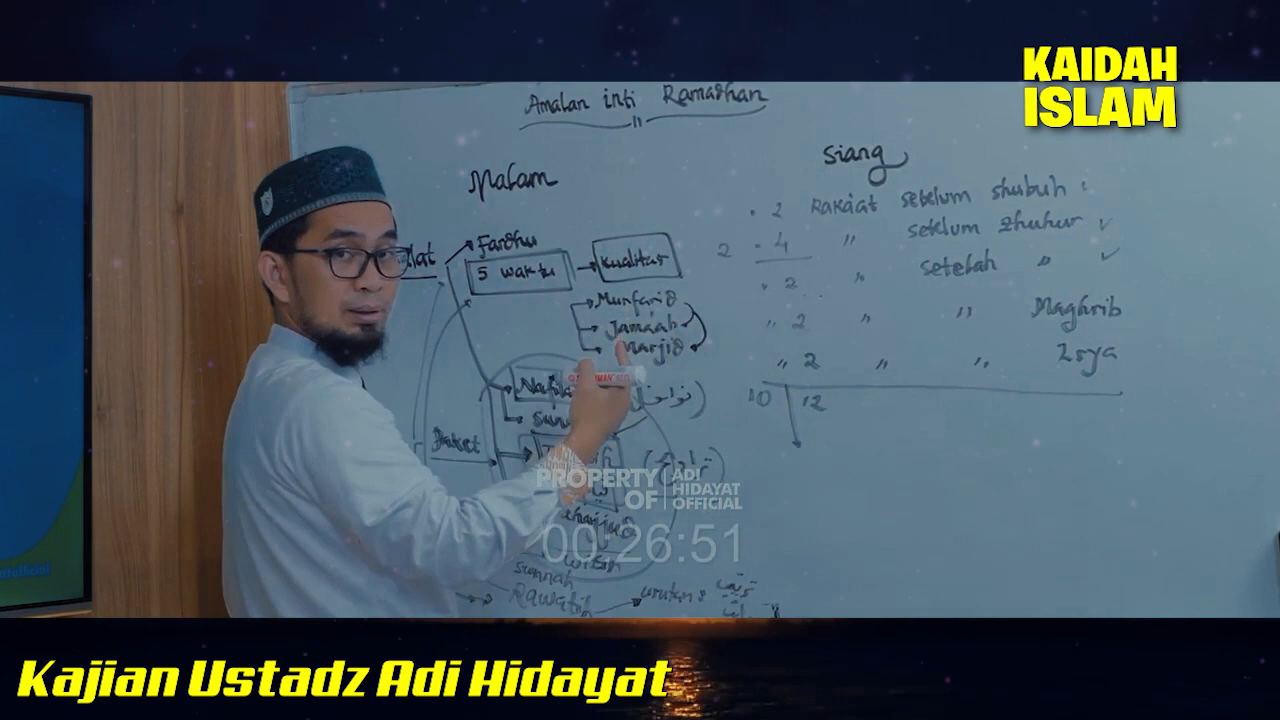 KAIDAH
ISLAM
Amalan inti Ramadhan
Malam
Siang
Fardhu
5 waktu
kualitas
Munfarid
Jamaah
Masjid
• 2 Rakaat sebelum shubuh
2 • 4 " sebelum Zhuhur ✓
• 2 " setelah " ✓
" 2 " " Maghrib
" 2 " " Isya
10 12
Paket
PROPERTY OF
ADI HIDAYAT OFFICIAL
00:26:51
witir
sunnah
Rawatib
urutan
Kajian Ustadz Adi Hidayat